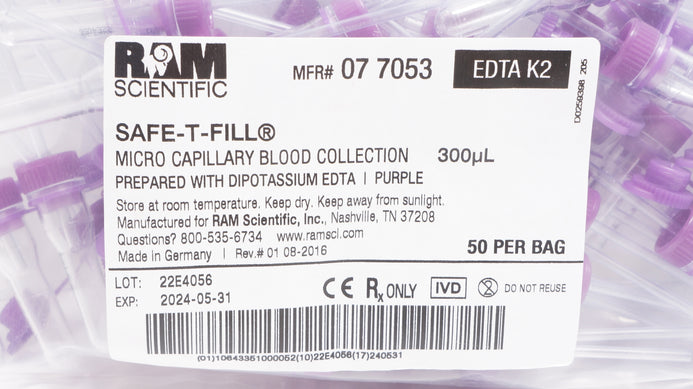 RAM
SCIENTIFIC
MFR# 07 7053
EDTA K2
D0259398 205
SAFE-T-FILL®
MICRO CAPILLARY BLOOD COLLECTION 300µL
PREPARED WITH DIPOTASSIUM EDTA | PURPLE
Store at room temperature. Keep dry. Keep away from sunlight.
Manufactured for RAM Scientific, Inc., Nashville, TN 37208
Questions? 800-535-6734 www.ramsci.com
Made in Germany | Rev.# 01 08-2016
50 PER BAG
LOT: 22E4056
EXP: 2024-05-31
CE Rx ONLY IVD 2 DO NOT REUSE
(01)10643351000052(10)22E4056(17)240531